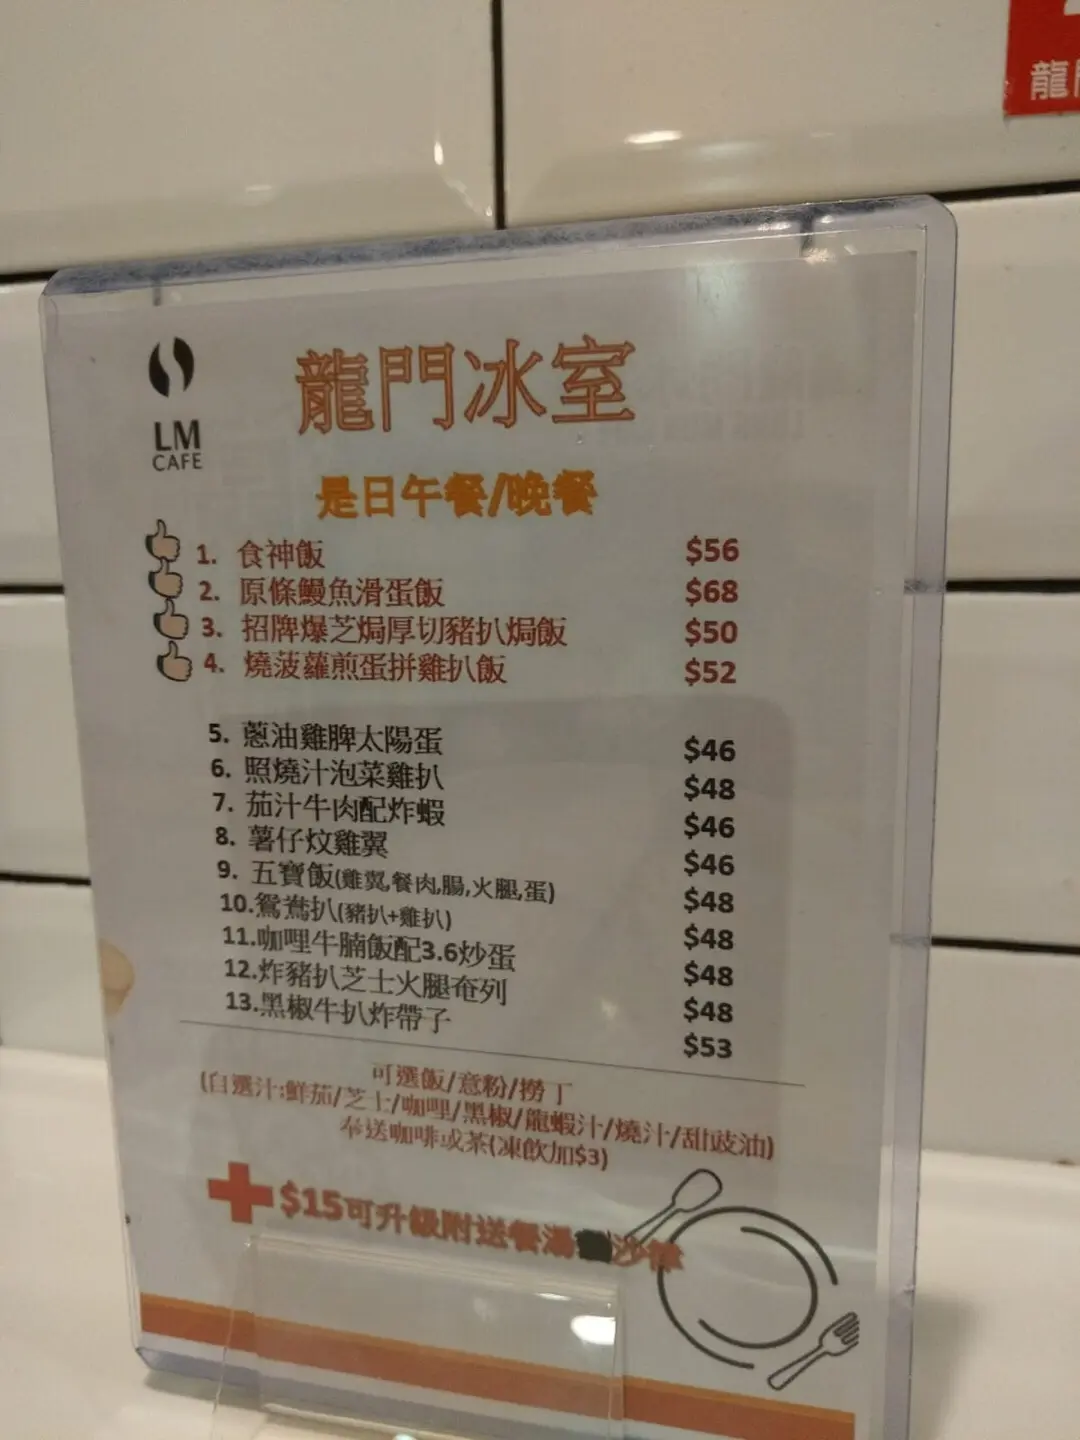 龍
LM
CAFE
龍門冰室
是日午餐/晚餐
1. 食神飯 $56
2. 原條鰻魚滑蛋飯 $68
3. 招牌爆芝焗厚切豬扒焗飯 $50
4. 燒菠蘿煎蛋拼雞扒飯 $52
5. 蔥油雞脾太陽蛋 $46
6. 照燒汁泡菜雞扒 $48
7. 茄汁牛肉配炸蝦 $46
8. 薯仔炆雞翼 $46
9. 五寶飯(雞翼,餐肉,腸,火腿,蛋) $48
10.鴛鴦扒(豬扒+雞扒) $48
11.咖哩牛腩飯配3.6炒蛋 $48
12.炸豬扒芝士火腿奄列 $48
13.黑椒牛扒炸帶子 $53
可選飯/意粉/撈丁
(自選汁:鮮茄/芝士/咖哩/黑椒/龍蝦汁/燒汁/甜豉油)
奉送咖啡或茶(凍飲加$3)
$15可升級附送餐湯 沙律